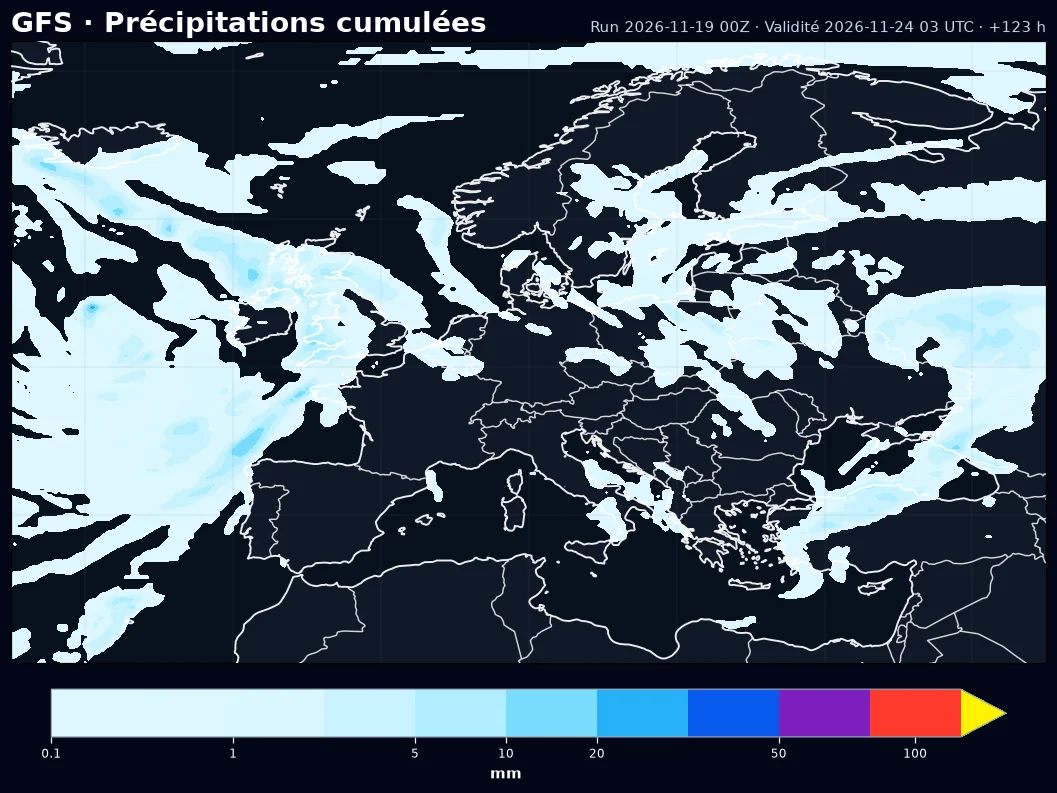 GFS · Précipitations cumulées
Run 2026-11-19 00Z · Validité 2026-11-24 03 UTC · +123 h
0.1 1 5 10 20 50 100
mm